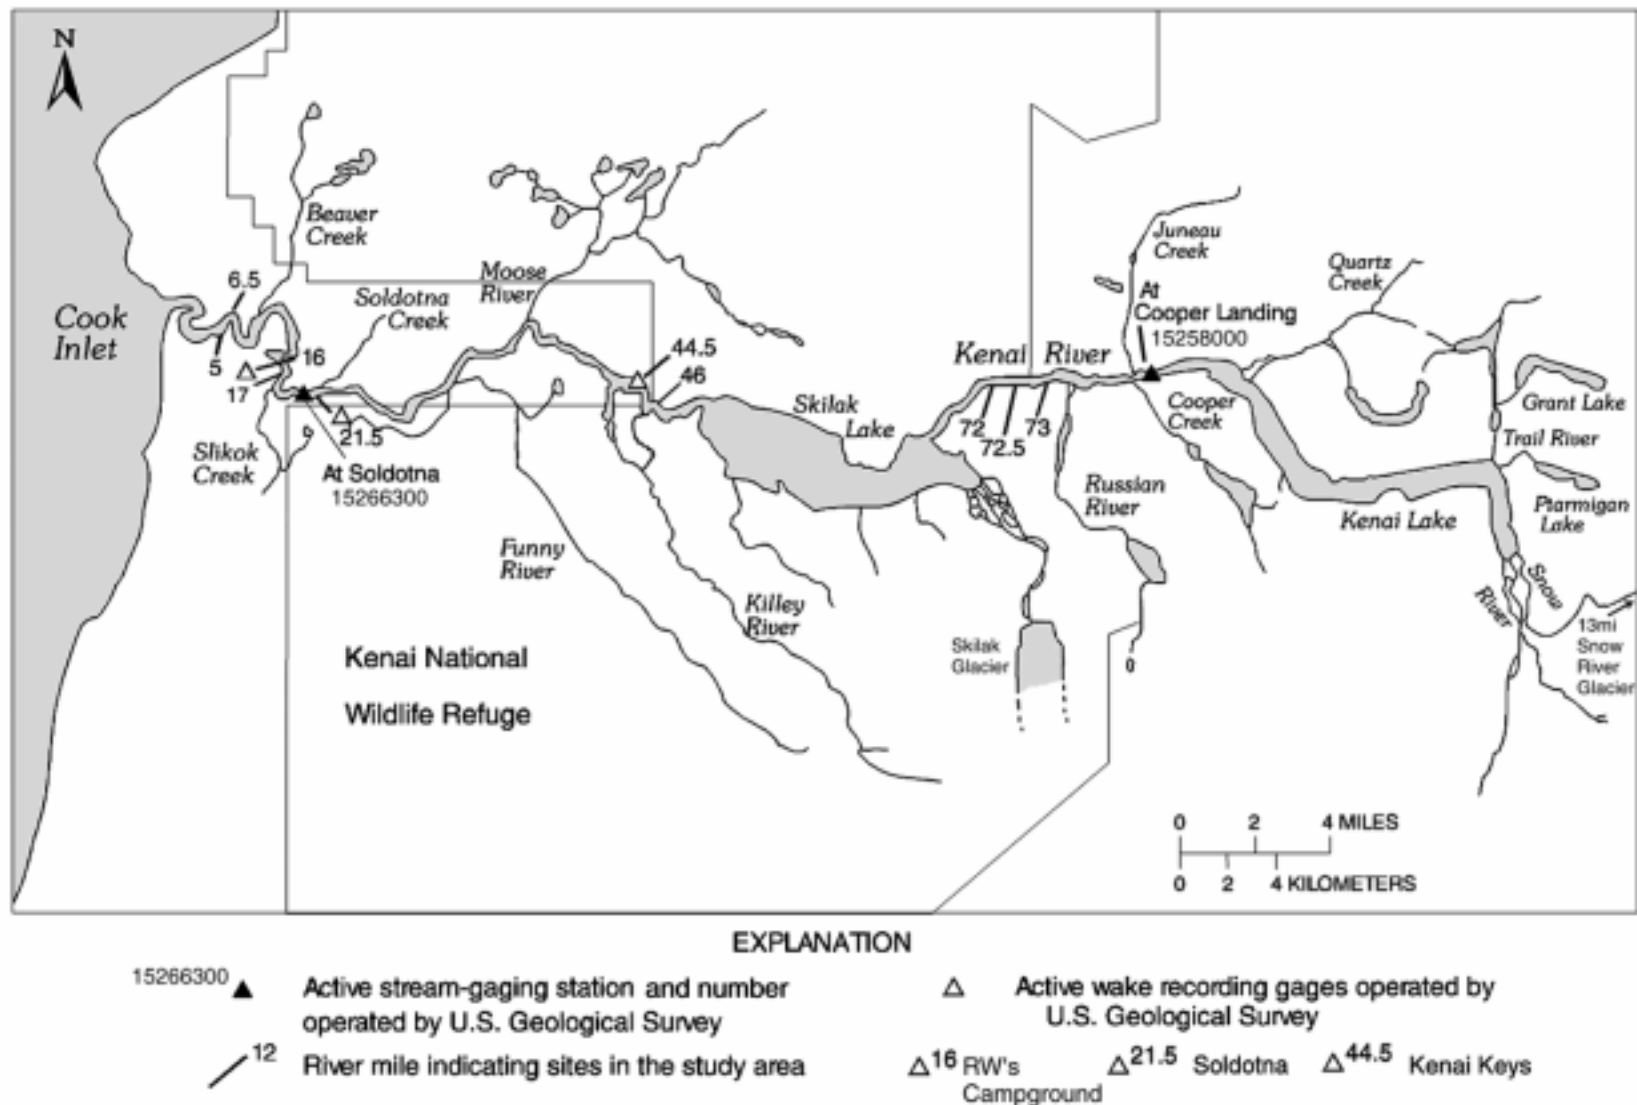 N
Beaver
Creek
Juneau
Creek
Quartz
Creek
6.5
Moose
River
Soldotna
Creek
At
Cooper Landing
15258000
Cook
Inlet
5
16
17
44.5
46
Kenai River
Skilak
Lake
72
72.5
73
Cooper
Creek
Grant Lake
Trail River
21.5
Slikok
Creek
At Soldotna
15266300
Russian
River
Kenai Lake
Ptarmigan
Lake
Funny
River
Killey
River
Snow
River
Skilak
Glacier
13mi
Snow
River
Glacier
Kenai National
Wildlife Refuge
0 2 4 MILES
0 2 4 KILOMETERS
EXPLANATION
15266300 Active stream-gaging station and number
operated by U.S. Geological Survey
Active wake recording gages operated by
U.S. Geological Survey
12 River mile indicating sites in the study area
16 RW's
Campground
21.5 Soldotna
44.5 Kenai Keys